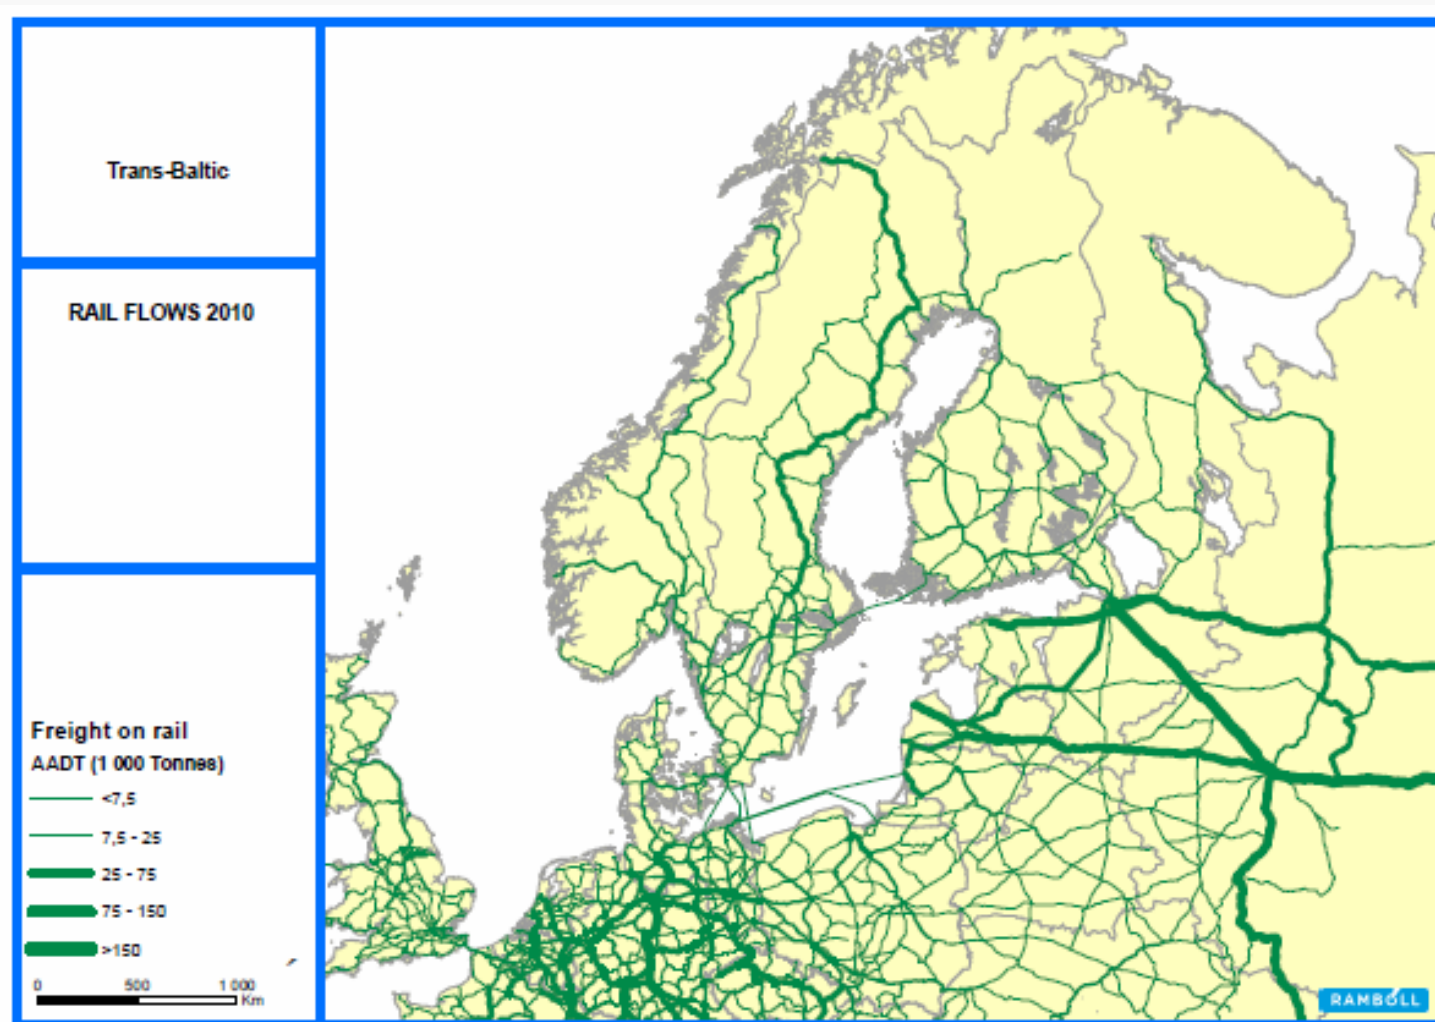 Trans-Baltic
RAIL FLOWS 2010
Freight on rail
AADT (1 000 Tonnes)
<7,5
7,5 - 25
25 - 75
75 - 150
>150
0 500 1 000
Km
RAMBOLL